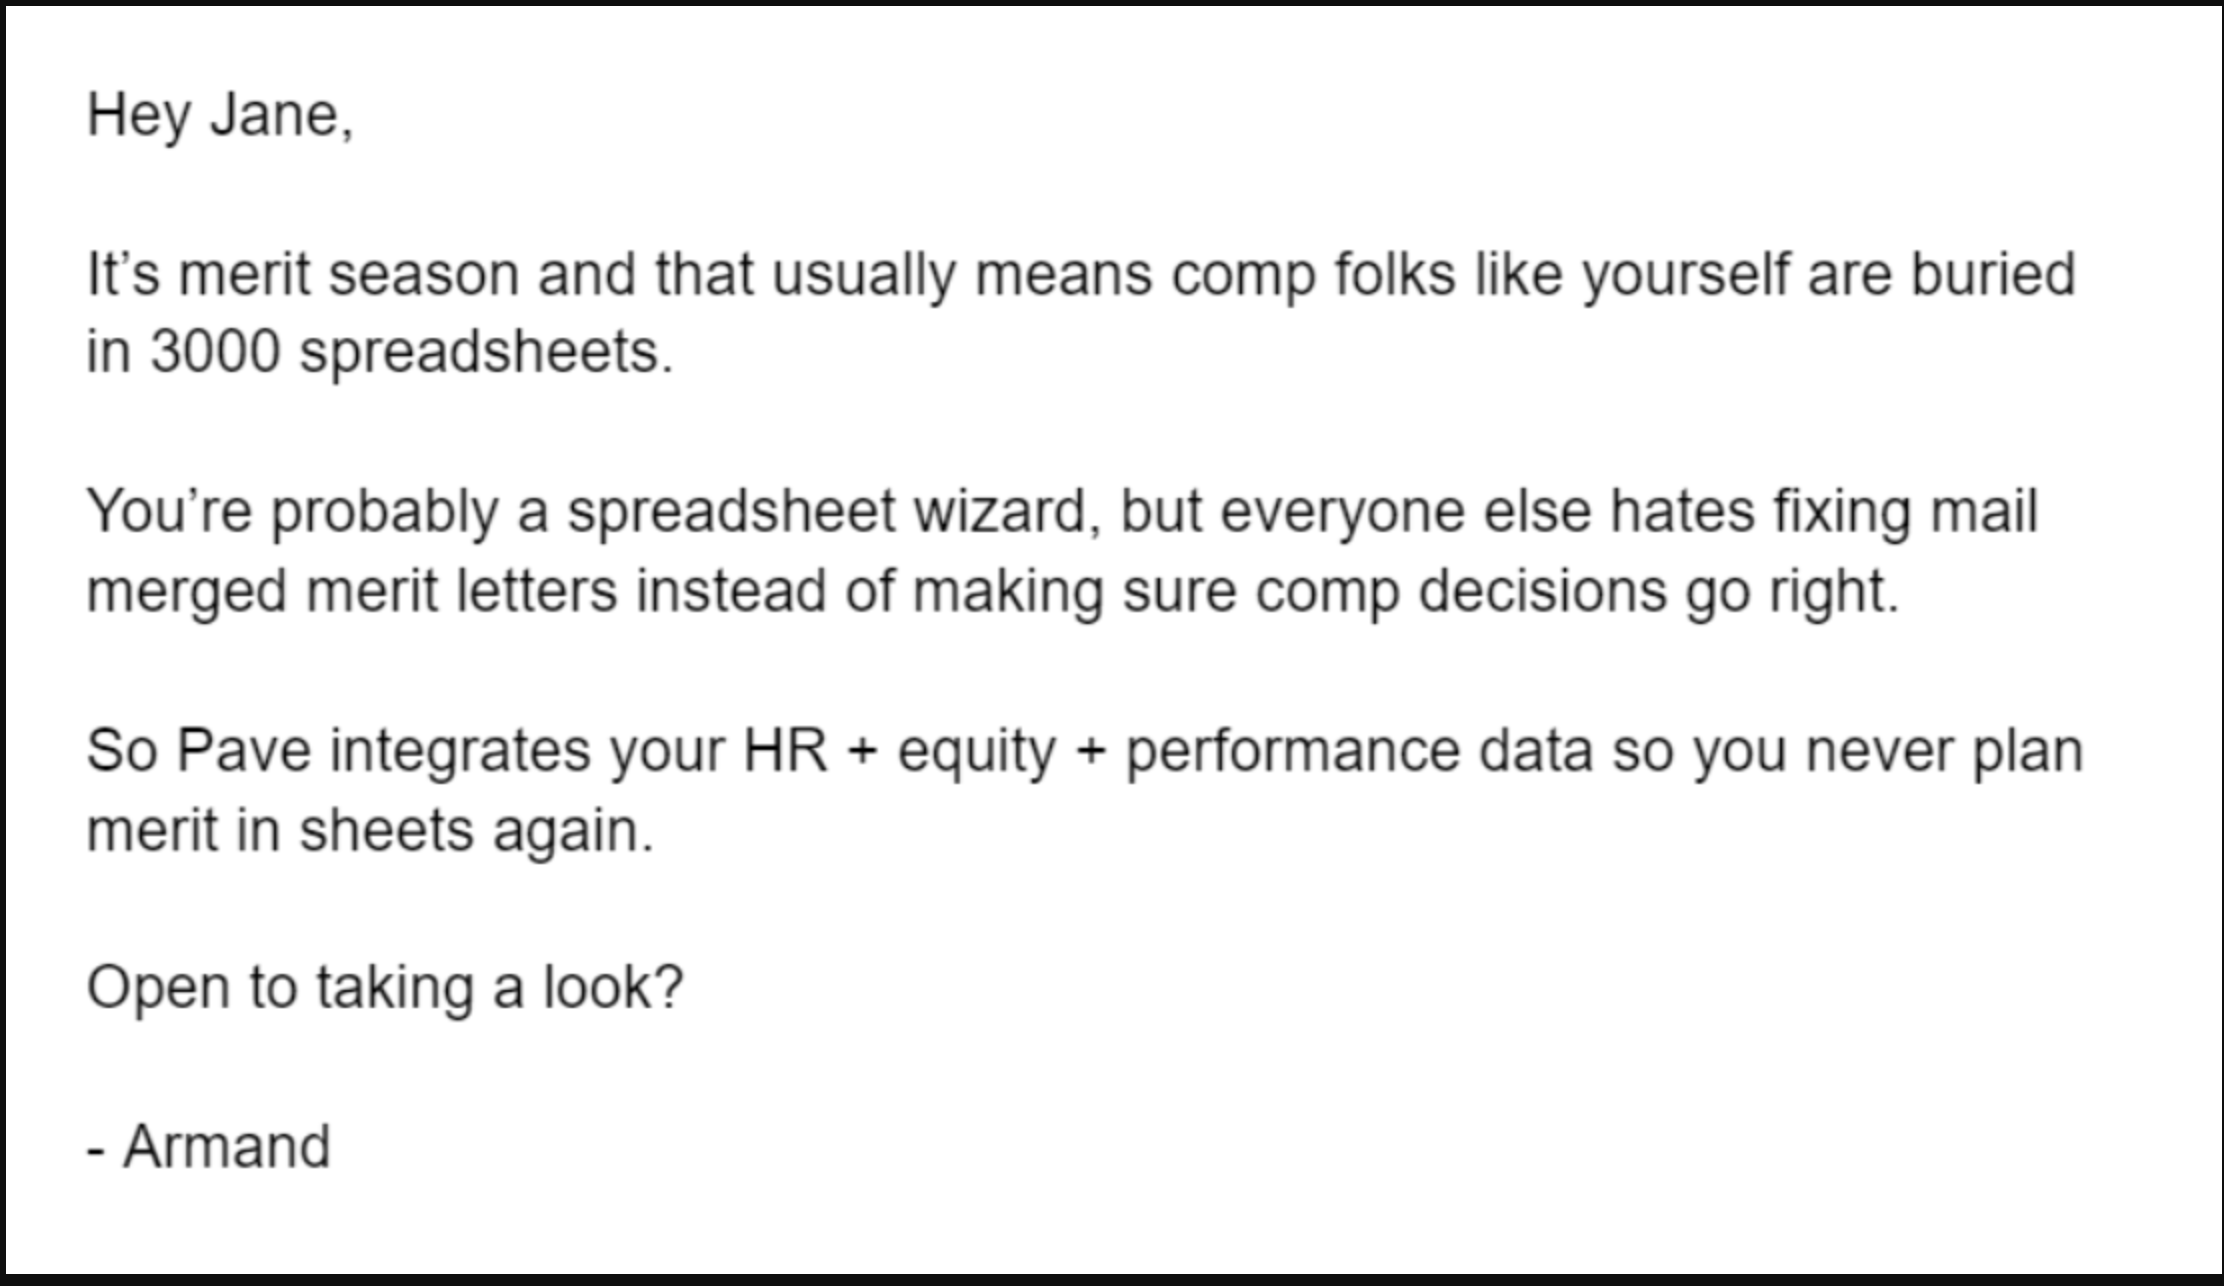 Hey Jane,
It’s merit season and that usually means comp folks like yourself are buried
in 3000 spreadsheets.
You’re probably a spreadsheet wizard, but everyone else hates fixing mail
merged merit letters instead of making sure comp decisions go right.
So Pave integrates your HR + equity + performance data so you never plan
merit in sheets again.
Open to taking a look?
- Armand